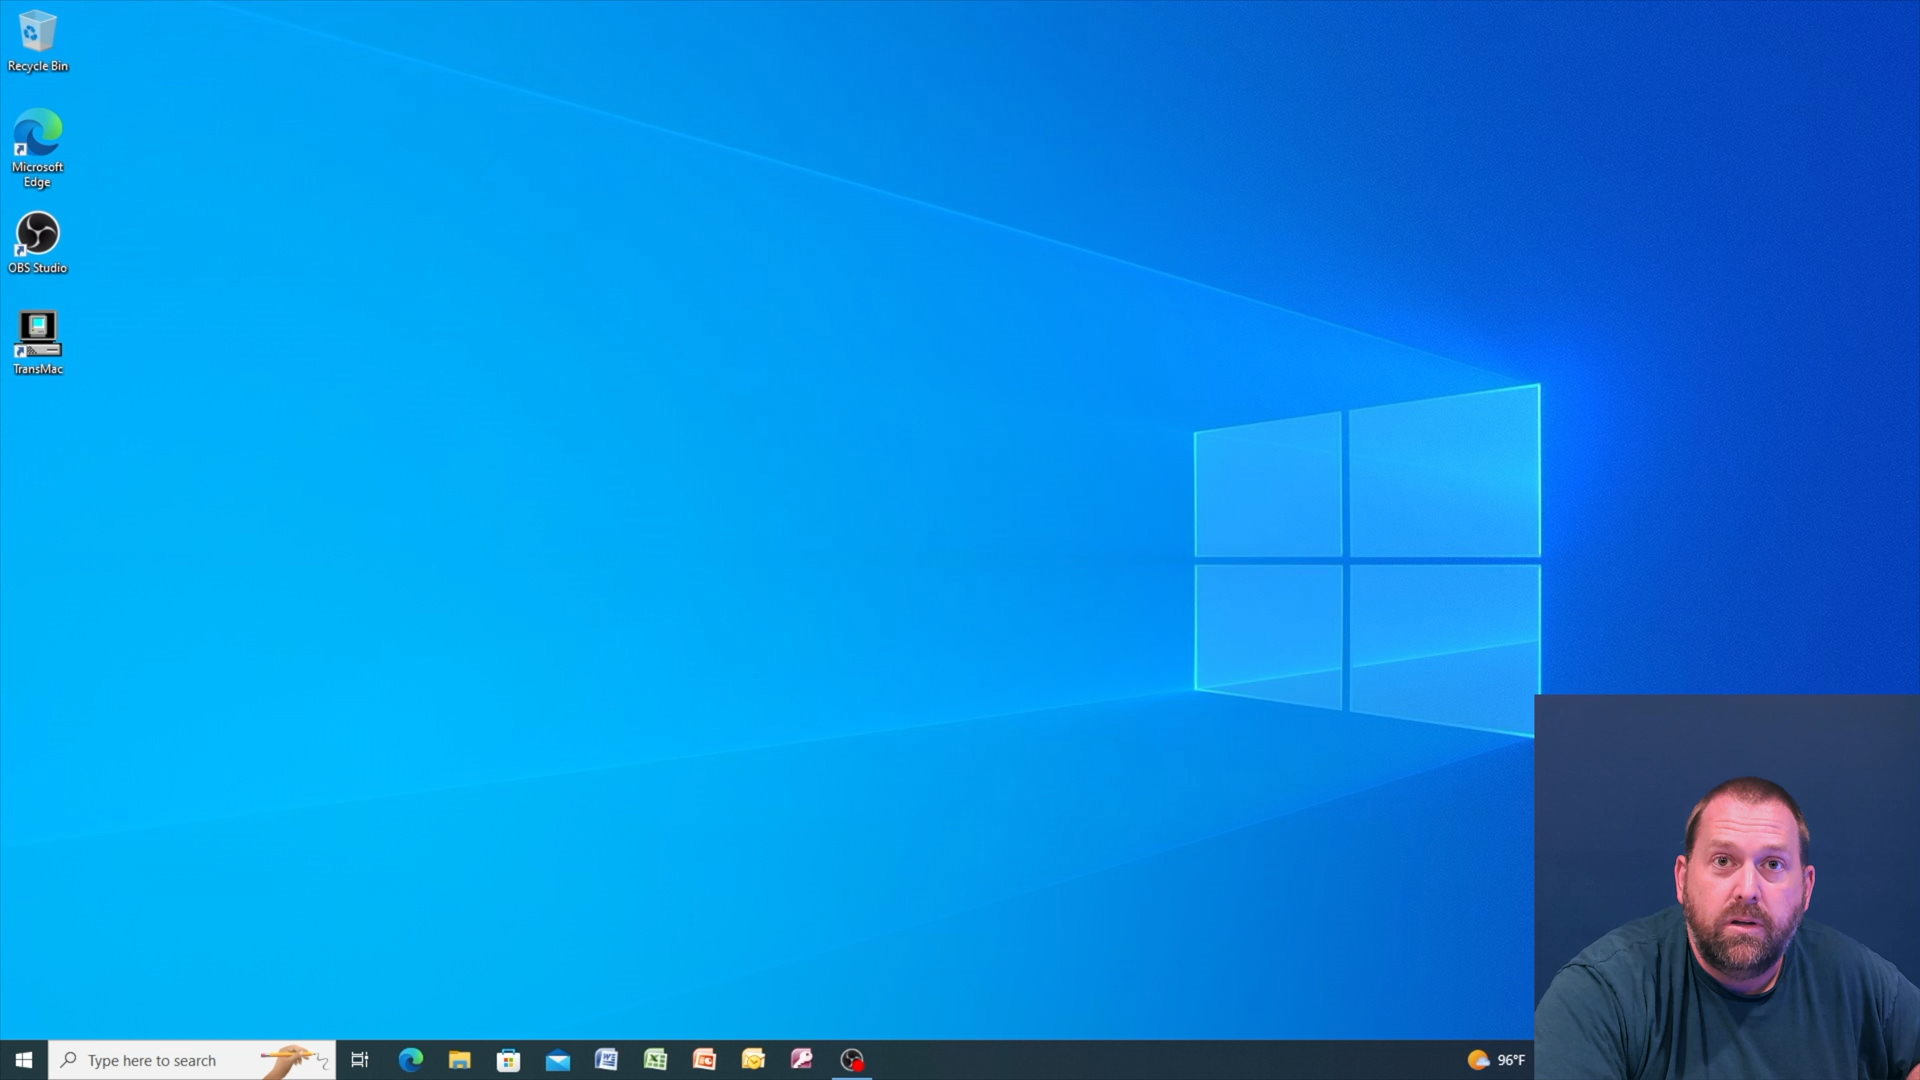 Recycle Bin
Microsoft
Edge
OBS Studio
TransMac
Type here to search
96°F